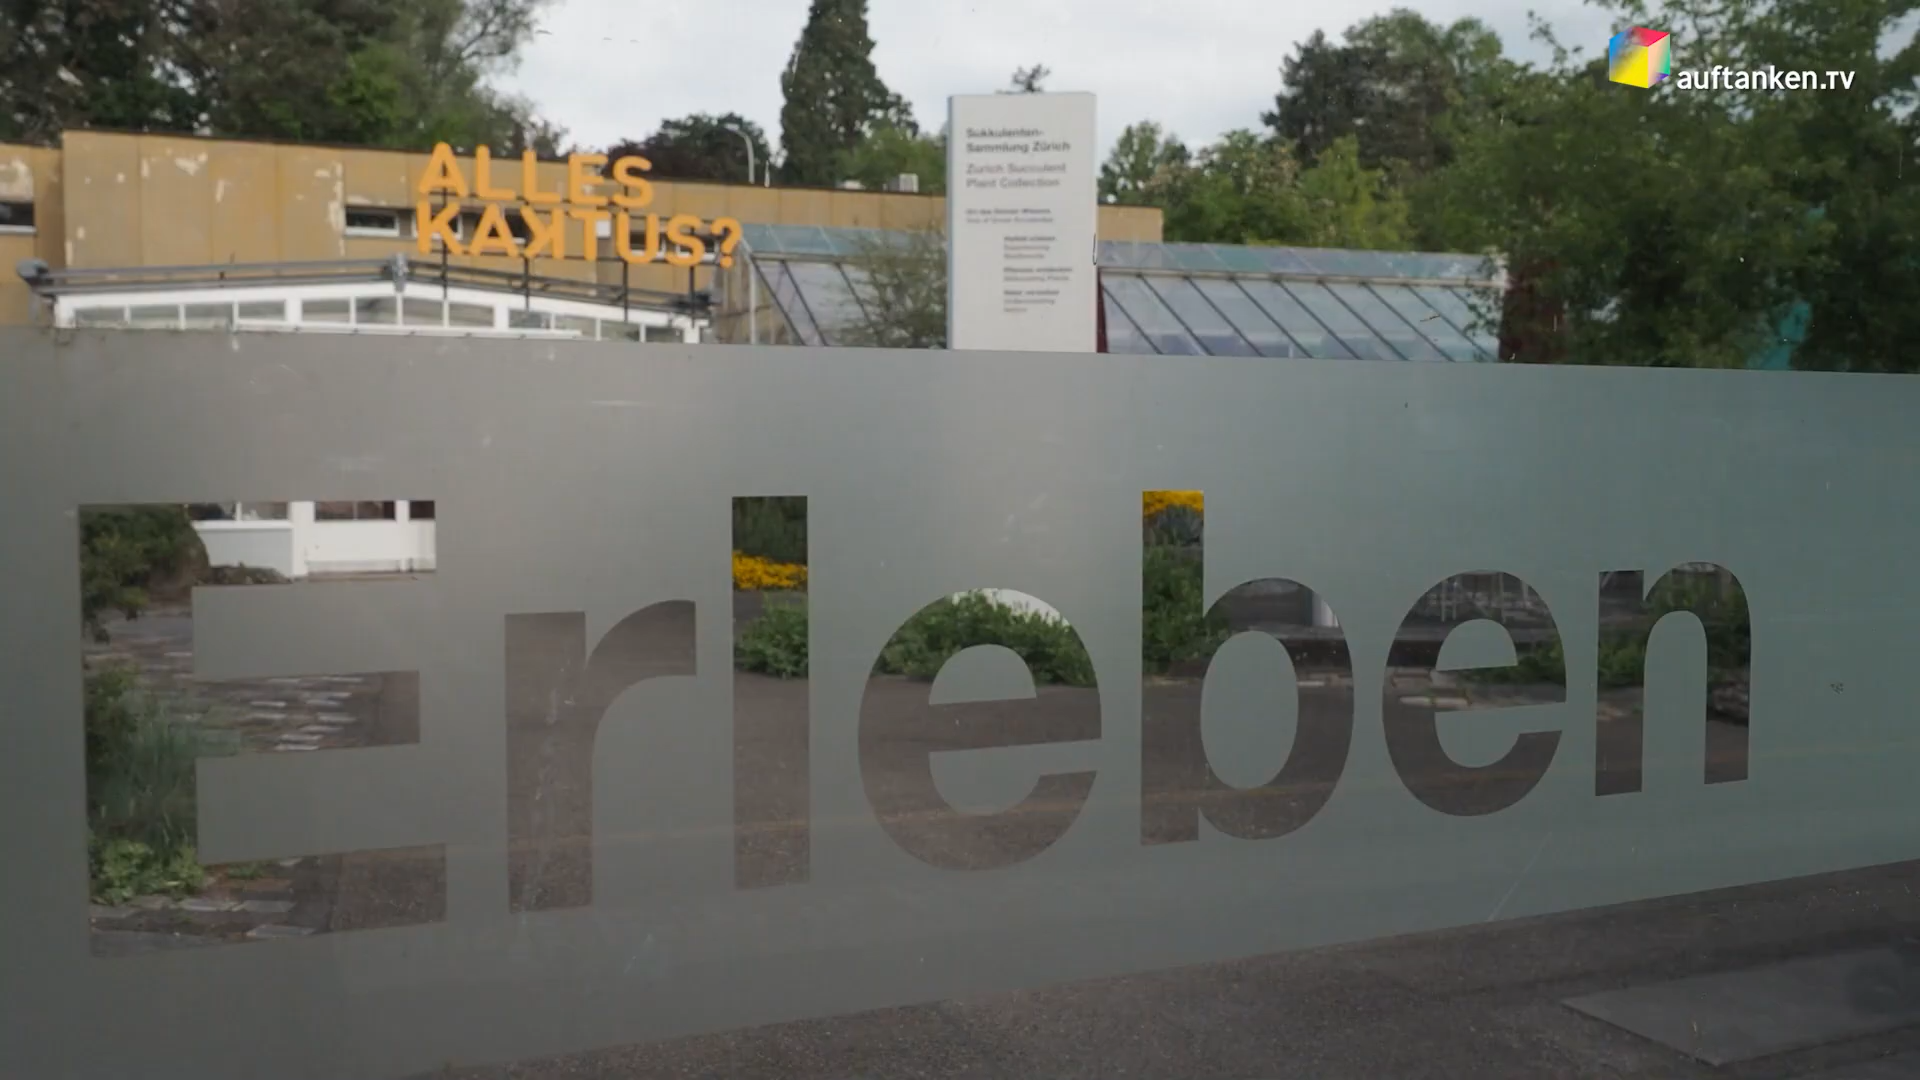 auftanken.TV
ALLES
KAKTUS?
Sukkulenten-
Sammlung Zürich
Zurich Succulent
Plant Collection
Erleben